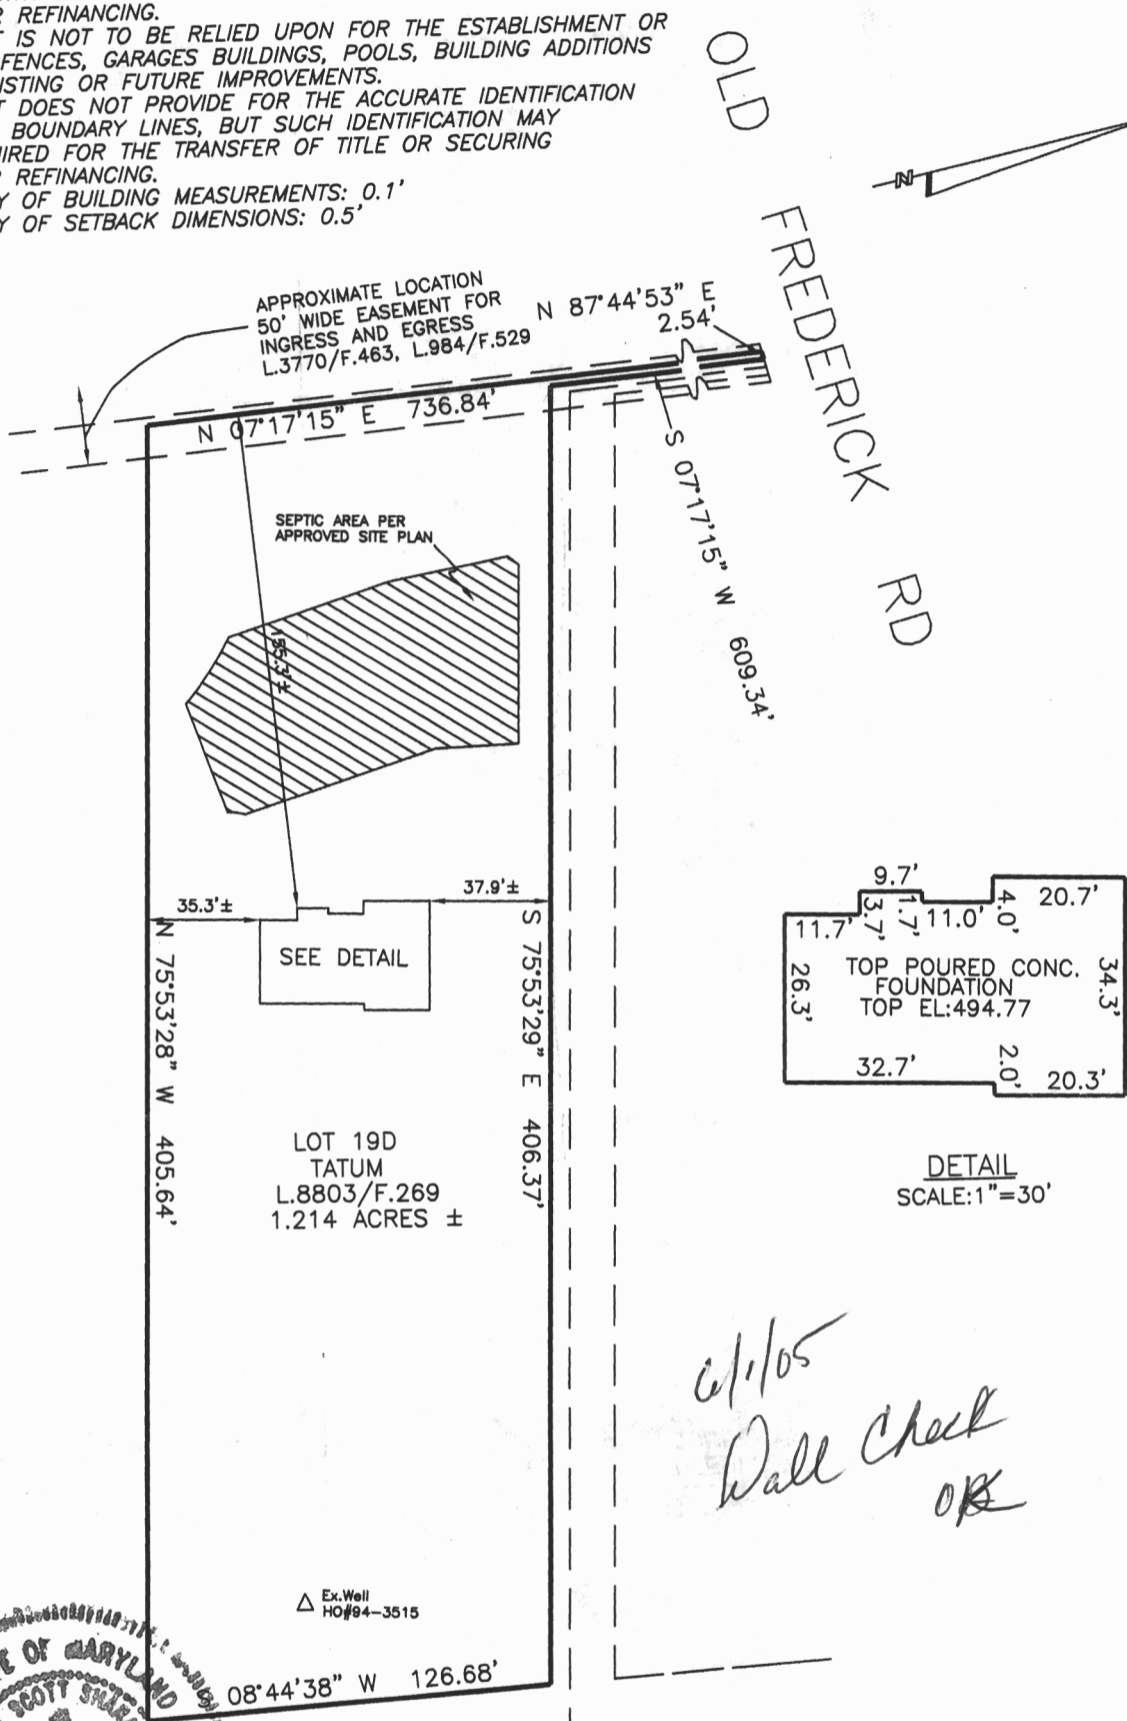 REFINANCING.
IS NOT TO BE RELIED UPON FOR THE ESTABLISHMENT OR
FENCES, GARAGES BUILDINGS, POOLS, BUILDING ADDITIONS
ISTING OR FUTURE IMPROVEMENTS.
T DOES NOT PROVIDE FOR THE ACCURATE IDENTIFICATION
BOUNDARY LINES, BUT SUCH IDENTIFICATION MAY
IRED FOR THE TRANSFER OF TITLE OR SECURING
REFINANCING.
Y OF BUILDING MEASUREMENTS: 0.1'
Y OF SETBACK DIMENSIONS: 0.5'
OLD FREDERICK RD
N
APPROXIMATE LOCATION
50' WIDE EASEMENT FOR
INGRESS AND EGRESS
L.3770/F.463, L.984/F.529
N 87°44'53" E
2.54'
N 07°17'15" E 736.84'
S 07°17'15" W 609.34'
SEPTIC AREA PER
APPROVED SITE PLAN
155.3'±
35.3'±
37.9'±
SEE DETAIL
N 75°53'28" W 405.64'
S 75°53'29" E 406.37'
LOT 19D
TATUM
L.8803/F.269
1.214 ACRES ±
9.7'
20.7'
11.7'
3.7'
1.7'
11.0'
4.0'
26.3'
TOP POURED CONC.
FOUNDATION
TOP EL:494.77
34.3'
32.7'
2.0'
20.3'
DETAIL
SCALE:1"=30'
6/1/05
Wall Check
OK
Ex.Well
HO#94-3515
08°44'38" W 126.68'
E OF MARYLAND
SCOTT